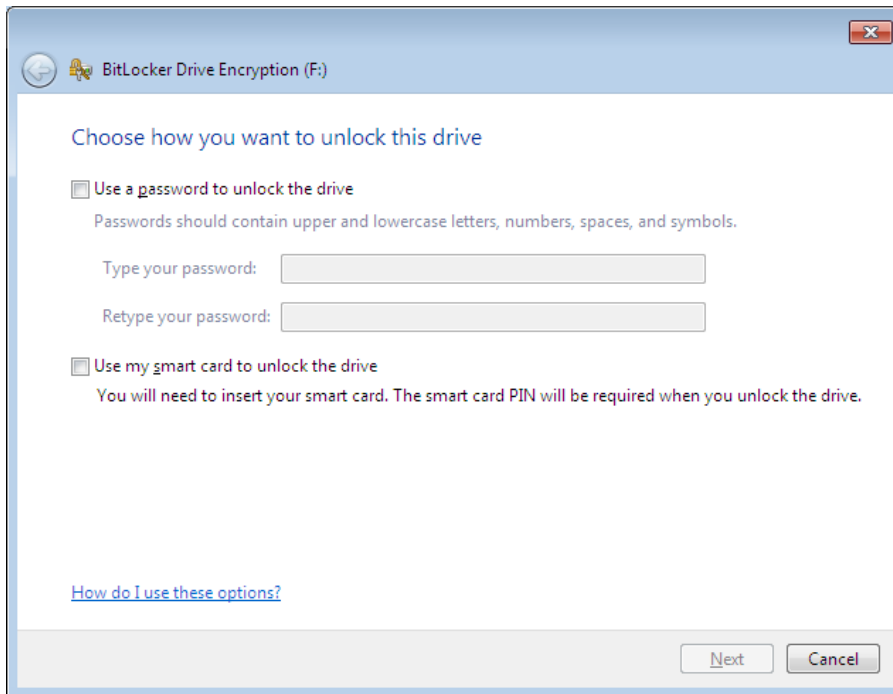 BitLocker Drive Encryption (F:)
Choose how you want to unlock this drive
Use a password to unlock the drive
Passwords should contain upper and lowercase letters, numbers, spaces, and symbols.
Type your password:
Retype your password:
Use my smart card to unlock the drive
You will need to insert your smart card. The smart card PIN will be required when you unlock the drive.
How do I use these options?
Next Cancel